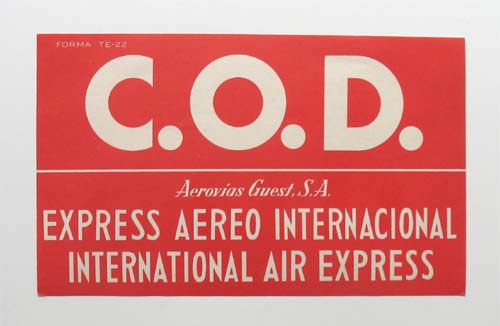 FORMA TE-22
C.O.D.
Aerovias Guest, S.A.
EXPRESS AEREO INTERNACIONAL
INTERNATIONAL AIR EXPRESS